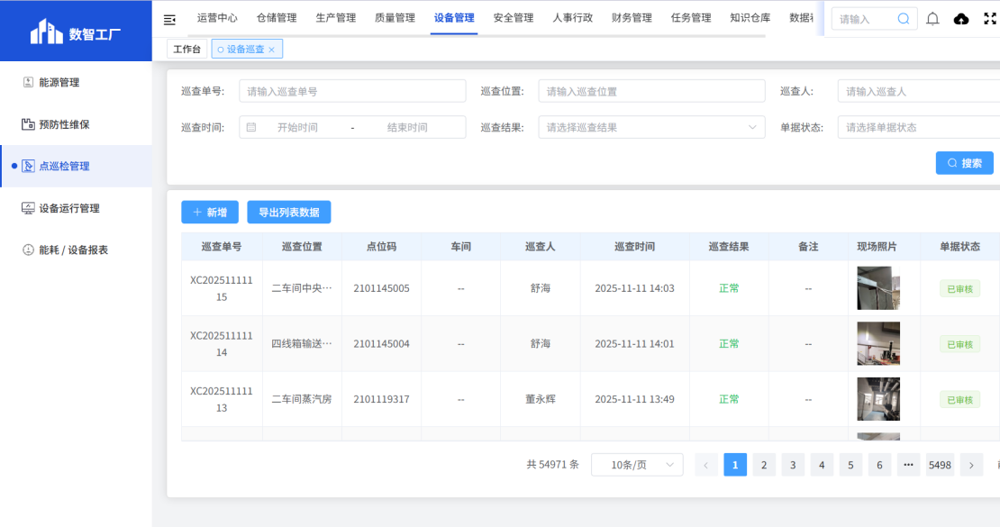 数智工厂
运营中心 仓储管理 生产管理 质量管理 设备管理 安全管理 人事行政 财务管理 任务管理 知识仓库 数据 请输入
工作台 设备巡查 ×
能源管理
预防性维保
点巡检管理
设备运行管理
能耗 / 设备报表
巡查单号: 请输入巡查单号 巡查位置: 请输入巡查位置 巡查人: 请输入巡查人
巡查时间: 开始时间 - 结束时间 巡查结果: 请选择巡查结果 单据状态: 请选择单据状态
搜索
+ 新增 导出列表数据
巡查单号 巡查位置 点位码 车间 巡查人 巡查时间 巡查结果 备注 现场照片 单据状态
XC202511111
15 二车间中央… 2101145005 -- 舒海 2025-11-11 14:03 正常 -- 已审核
XC202511111
14 四线箱输送… 2101145004 -- 舒海 2025-11-11 14:01 正常 -- 已审核
XC202511111
13 二车间蒸汽房 2101119317 -- 董永辉 2025-11-11 13:49 正常 -- 已审核
共 54971 条 10条/页 < 1 2 3 4 5 6 ••• 5498 >